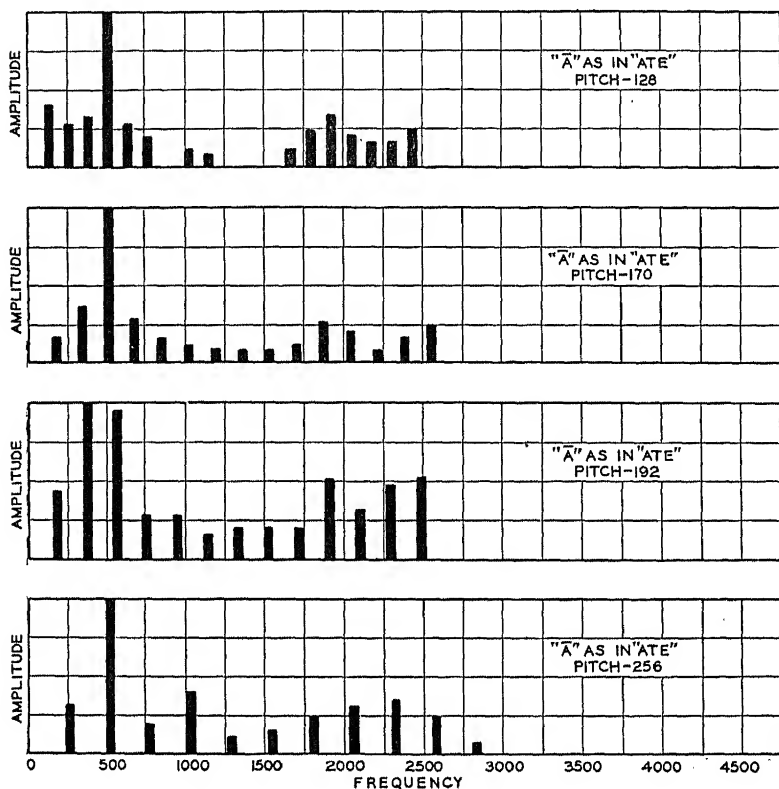 AMPLITUDE
"Ā" AS IN "ATE"
PITCH-128
AMPLITUDE
"Ā" AS IN "ATE"
PITCH-170
AMPLITUDE
"Ā" AS IN "ATE"
PITCH-192
AMPLITUDE
"Ā" AS IN "ATE"
PITCH-256
0 500 1000 1500 2000 2500 3000 3500 4000 4500
FREQUENCY